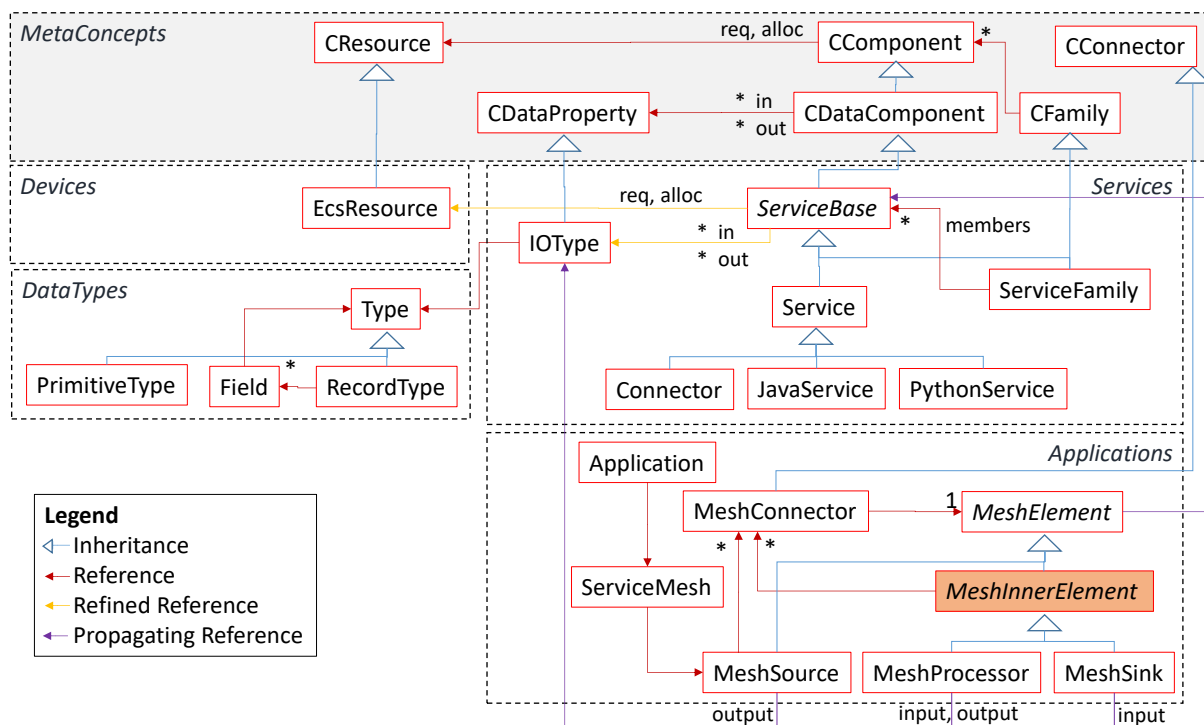 MetaConcepts
CResource
req, alloc
CComponent
*
CConnector
CDataProperty
* in
* out
CDataComponent
CFamily
Devices
EcsResource
Services
req, alloc
ServiceBase
*
members
IOType
* in
* out
ServiceFamily
DataTypes
Type
Service
PrimitiveType
Field
*
RecordType
Connector
JavaService
PythonService
Applications
Application
MeshConnector
1
MeshElement
*
*
ServiceMesh
MeshInnerElement
MeshSource
MeshProcessor
MeshSink
output
input, output
input
Legend
Inheritance
Reference
Refined Reference
Propagating Reference